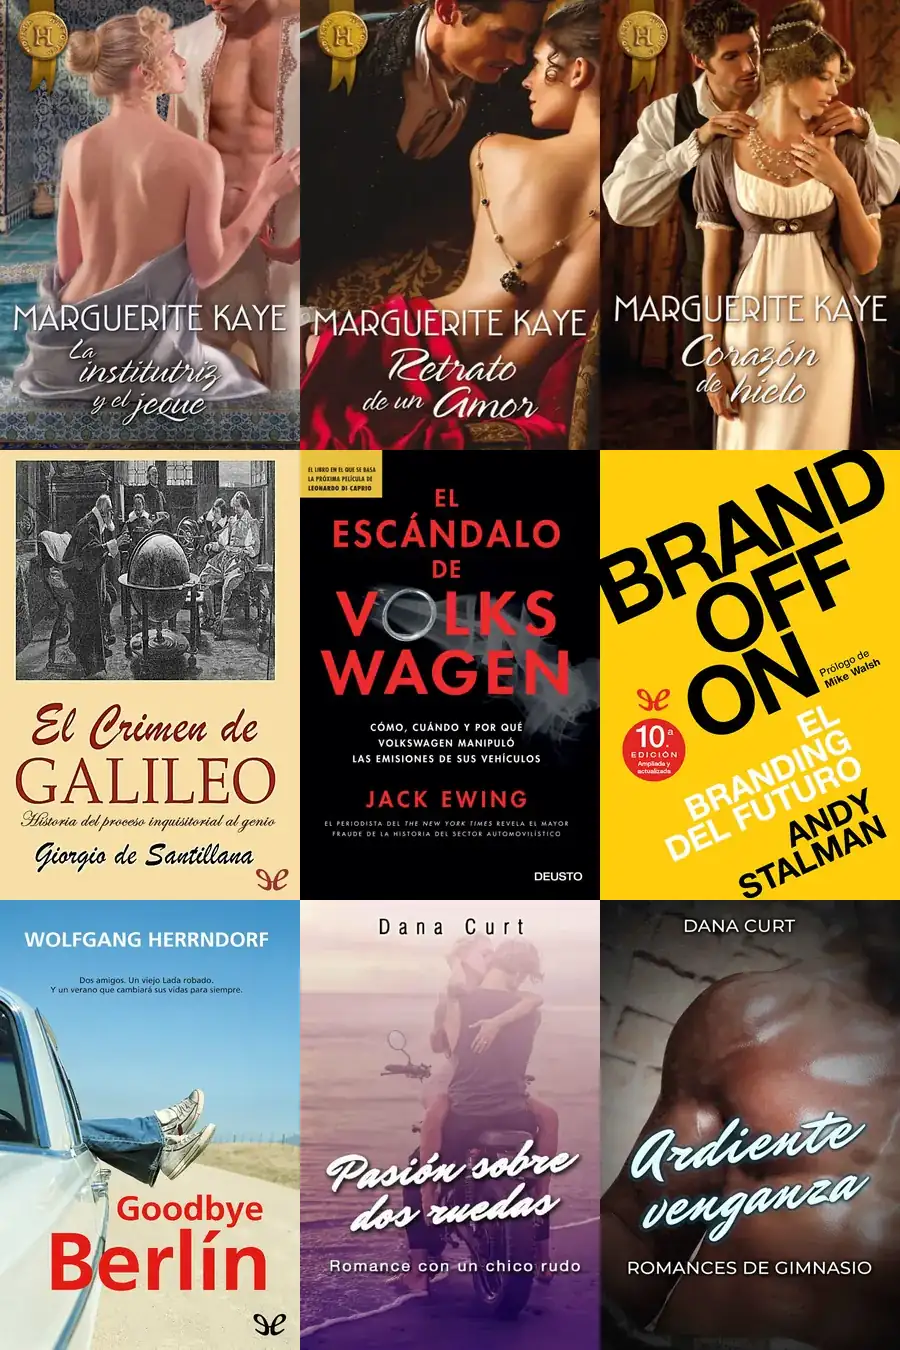 H
MARGUERITE KAYE
La
institutriz
y el jeque
H
MARGUERITE KAYE
Retrato
de un Amor
H
MARGUERITE KAYE
Corazón
de hielo
El Crimen de
GALILEO
Historia del proceso inquisitorial al genio
Giorgio de Santillana
EL LIBRO EN EL QUE SE BASA
LA PRÓXIMA PELÍCULA DE
LEONARDO DI CAPRIO
EL
ESCÁNDALO
DE
VOLKS
WAGEN
CÓMO, CUÁNDO Y POR QUÉ
VOLKSWAGEN MANIPULÓ
LAS EMISIONES DE SUS VEHÍCULOS
JACK EWING
EL PERIODISTA DEL THE NEW YORK TIMES REVELA EL MAYOR
FRAUDE DE LA HISTORIA DEL SECTOR AUTOMOVILÍSTICO
DEUSTO
BRAND
OFF
ON
Prólogo de
Mike Walsh
10.ª
EDICIÓN
Ampliada y
actualizada
EL
BRANDING
DEL FUTURO
ANDY
STALMAN
WOLFGANG HERRNDORF
Dos amigos. Un viejo Lada robado.
Y un verano que cambiará sus vidas para siempre.
Goodbye
Berlín
Dana Curt
Pasión sobre
dos ruedas
Romance con un chico rudo
DANA CURT
Ardiente
venganza
ROMANCES DE GIMNASIO